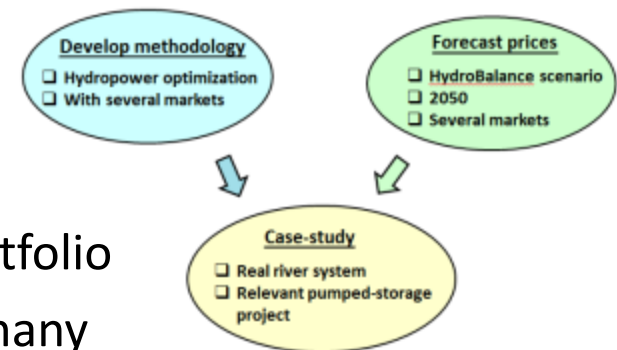 Develop methodology
❑ Hydropower optimization
❑ With several markets
Forecast prices
❑ HydroBalance scenario
❑ 2050
❑ Several markets
Case-study
❑ Real river system
❑ Relevant pumped-storage
project
tfolio
many